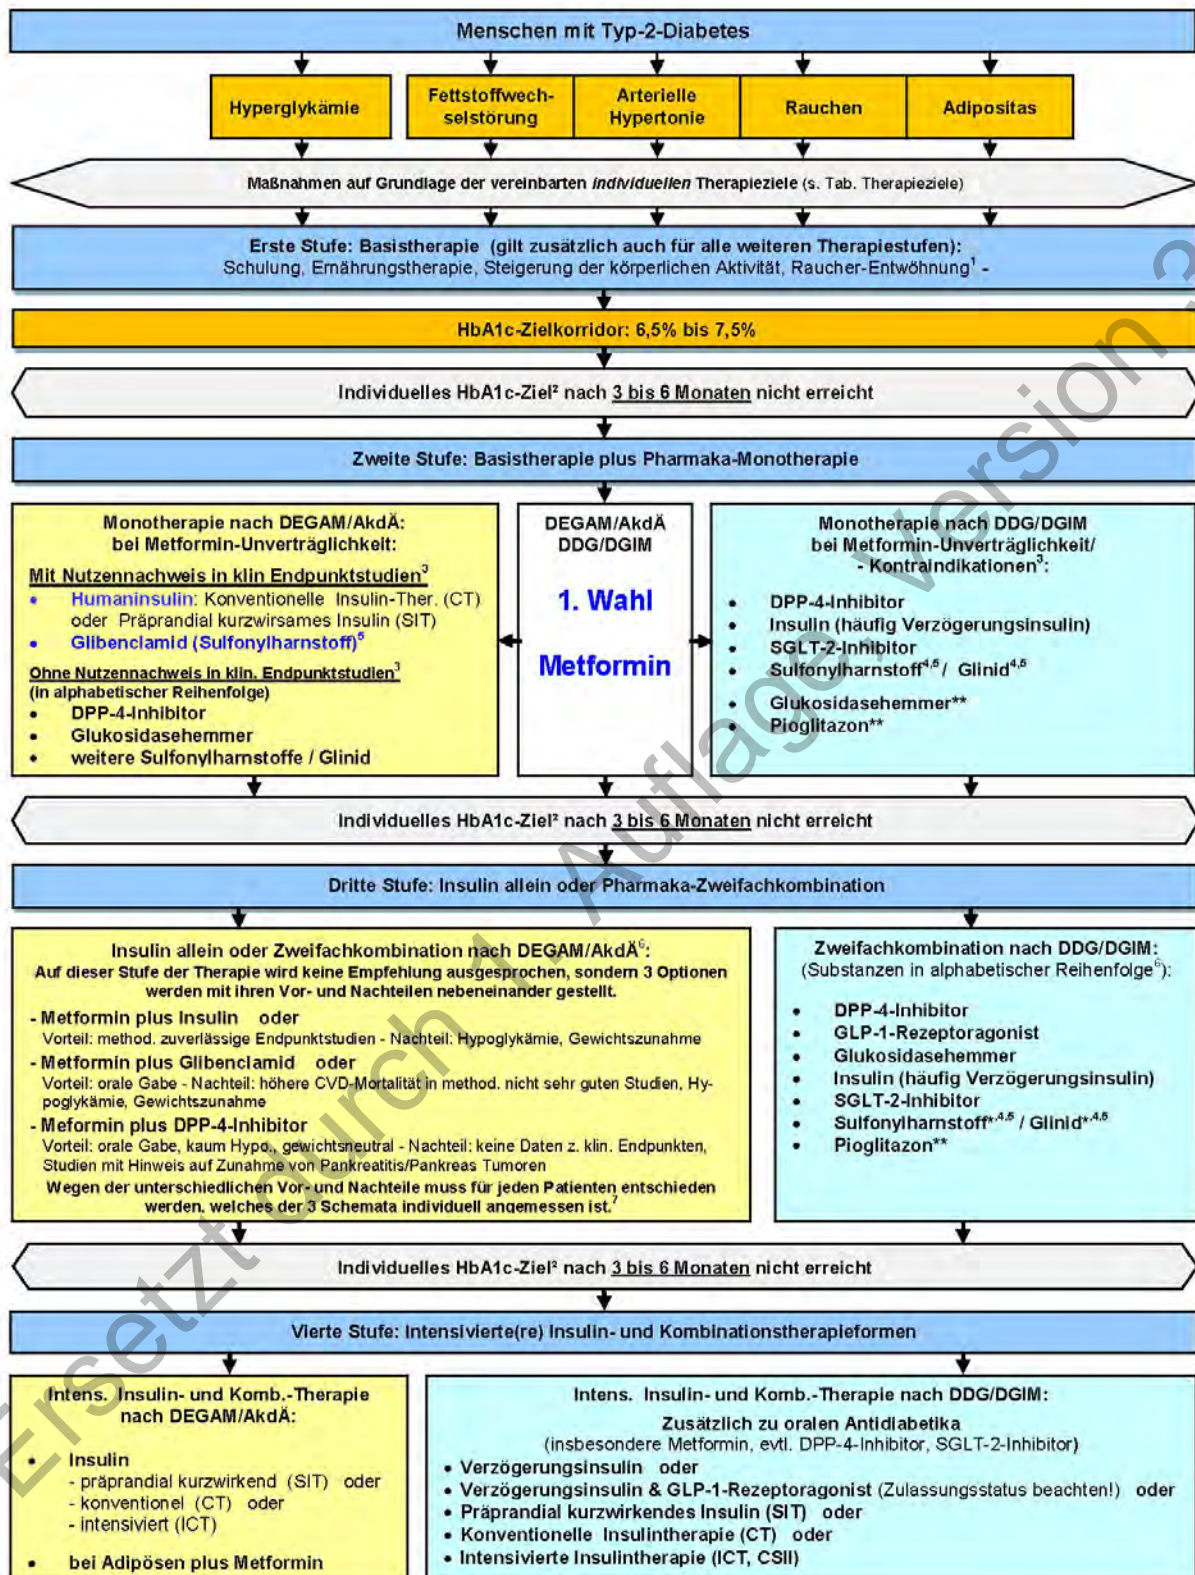 Menschen mit Typ-2-Diabetes
Hyperglykämie
Fettstoffwech-
selstörung
Arterielle
Hypertonie
Rauchen
Adipositas
Maßnahmen auf Grundlage der vereinbarten individuellen Therapieziele (s. Tab. Therapieziele)
Erste Stufe: Basistherapie (gilt zusätzlich auch für alle weiteren Therapiestufen):
Schulung, Ernährungstherapie, Steigerung der körperlichen Aktivität, Raucher-Entwöhnung¹ -
HbA1c-Zielkorridor: 6,5% bis 7,5%
Individuelles HbA1c-Ziel² nach 3 bis 6 Monaten nicht erreicht
Zweite Stufe: Basistherapie plus Pharmaka-Monotherapie
Monotherapie nach DEGAM/AkdÄ:
bei Metformin-Unverträglichkeit:
Mit Nutzennachweis in klin Endpunktstudien³
• Humaninsulin: Konventionelle Insulin-Ther. (CT)
oder Präprandial kurzwirsames Insulin (SIT)
• Glibenclamid (Sulfonylharnstoff)⁵
Ohne Nutzennachweis in klin. Endpunktstudien³
(in alphabetischer Reihenfolge)
• DPP-4-Inhibitor
• Glukosidasehemmer
• weitere Sulfonylharnstoffe / Glinid
DEGAM/AkdÄ
DDG/DGIM
1. Wahl
Metformin
Monotherapie nach DDG/DGIM
bei Metformin-Unverträglichkeit/
- Kontraindikationen³:
• DPP-4-Inhibitor
• Insulin (häufig Verzögerungsinsulin)
• SGLT-2-Inhibitor
• Sulfonylharnstoff⁴,⁵ / Glinid⁴,⁵
• Glukosidasehemmer**
• Pioglitazon**
Individuelles HbA1c-Ziel² nach 3 bis 6 Monaten nicht erreicht
Dritte Stufe: Insulin allein oder Pharmaka-Zweifachkombination
Insulin allein oder Zweifachkombination nach DEGAM/AkdÄ⁶:
Auf dieser Stufe der Therapie wird keine Empfehlung ausgesprochen, sondern 3 Optionen
werden mit ihren Vor- und Nachteilen nebeneinander gestellt.
- Metformin plus Insulin oder
Vorteil: method. zuverlässige Endpunktstudien - Nachteil: Hypoglykämie, Gewichtszunahme
- Metformin plus Glibenclamid oder
Vorteil: orale Gabe - Nachteil: höhere CVD-Mortalität in method. nicht sehr guten Studien, Hy-
poglykämie, Gewichtszunahme
- Meformin plus DPP-4-Inhibitor
Vorteil: orale Gabe, kaum Hypo., gewichtsneutral - Nachteil: keine Daten z. klin. Endpunkten,
Studien mit Hinweis auf Zunahme von Pankreatitis/Pankreas Tumoren
Wegen der unterschiedlichen Vor- und Nachteile muss für jeden Patienten entschieden
werden, welches der 3 Schemata individuell angemessen ist.⁷
Zweifachkombination nach DDG/DGIM:
(Substanzen in alphabetischer Reihenfolge⁶):
• DPP-4-Inhibitor
• GLP-1-Rezeptoragonist
• Glukosidasehemmer
• Insulin (häufig Verzögerungsinsulin)
• SGLT-2-Inhibitor
• Sulfonylharnstoff*,⁴,⁵ / Glinid*,⁴,⁵
• Pioglitazon**
Individuelles HbA1c-Ziel² nach 3 bis 6 Monaten nicht erreicht
Vierte Stufe: Intensivierte(re) Insulin- und Kombinationstherapieformen
Intens. Insulin- und Komb.-Therapie
nach DEGAM/AkdÄ:
• Insulin
- präprandial kurzwirkend (SIT) oder
- konventionel (CT) oder
- intensiviert (ICT)
• bei Adipösen plus Metformin
Intens. Insulin- und Komb.-Therapie nach DDG/DGIM:
Zusätzlich zu oralen Antidiabetika
(insbesondere Metformin, evtl. DPP-4-Inhibitor, SGLT-2-Inhibitor)
• Verzögerungsinsulin oder
• Verzögerungsinsulin & GLP-1-Rezeptoragonist (Zulassungsstatus beachten!) oder
• Präprandial kurzwirkendes Insulin (SIT) oder
• Konventionelle Insulintherapie (CT) oder
• Intensivierte Insulintherapie (ICT, CSII)
Ersetzt durch 1. Auflage, Version 3